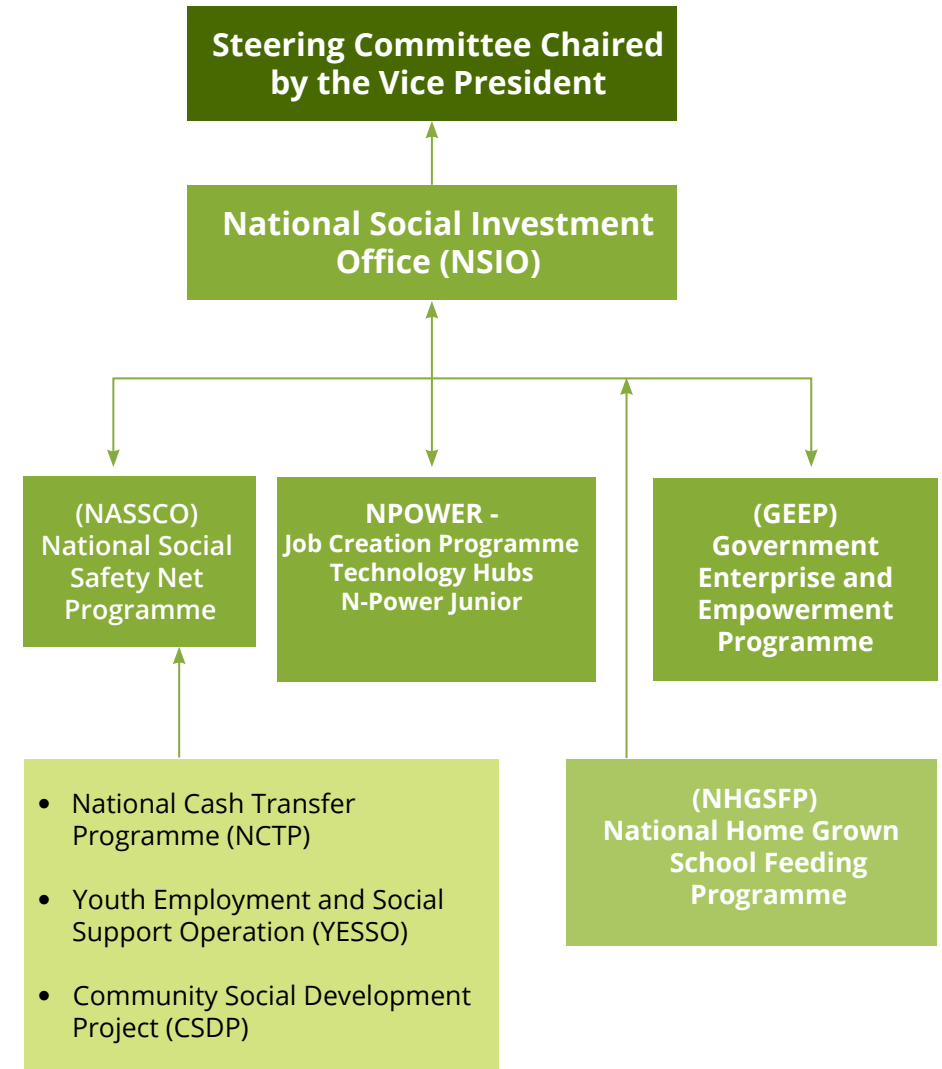 Steering Committee Chaired
by the Vice President
National Social Investment
Office (NSIO)
(NASSCO)
National Social
Safety Net
Programme
NPOWER -
Job Creation Programme
Technology Hubs
N-Power Junior
(GEEP)
Government
Enterprise and
Empowerment
Programme
• National Cash Transfer
Programme (NCTP)
• Youth Employment and Social
Support Operation (YESSO)
• Community Social Development
Project (CSDP)
(NHGSFP)
National Home Grown
School Feeding
Programme